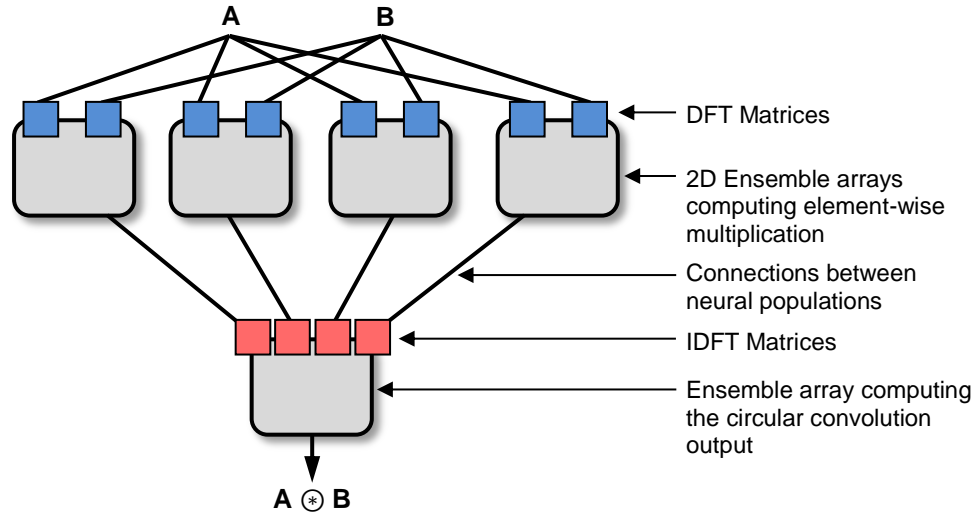 A B
DFT Matrices
2D Ensemble arrays
computing element-wise
multiplication
Connections between
neural populations
IDFT Matrices
Ensemble array computing
the circular convolution
output
A ⊛ B